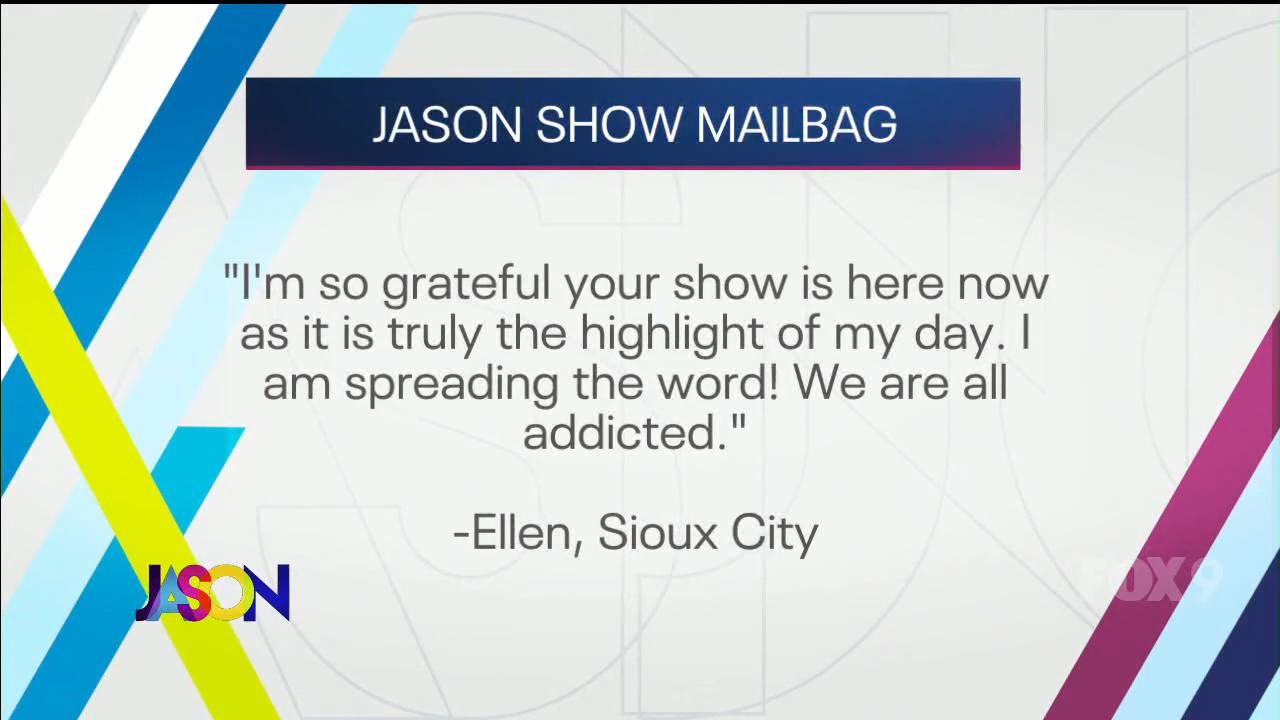 JASON SHOW MAILBAG
"I'm so grateful your show is here now
as it is truly the highlight of my day. I
am spreading the word! We are all
addicted."
-Ellen, Sioux City
JASON
FOX 9